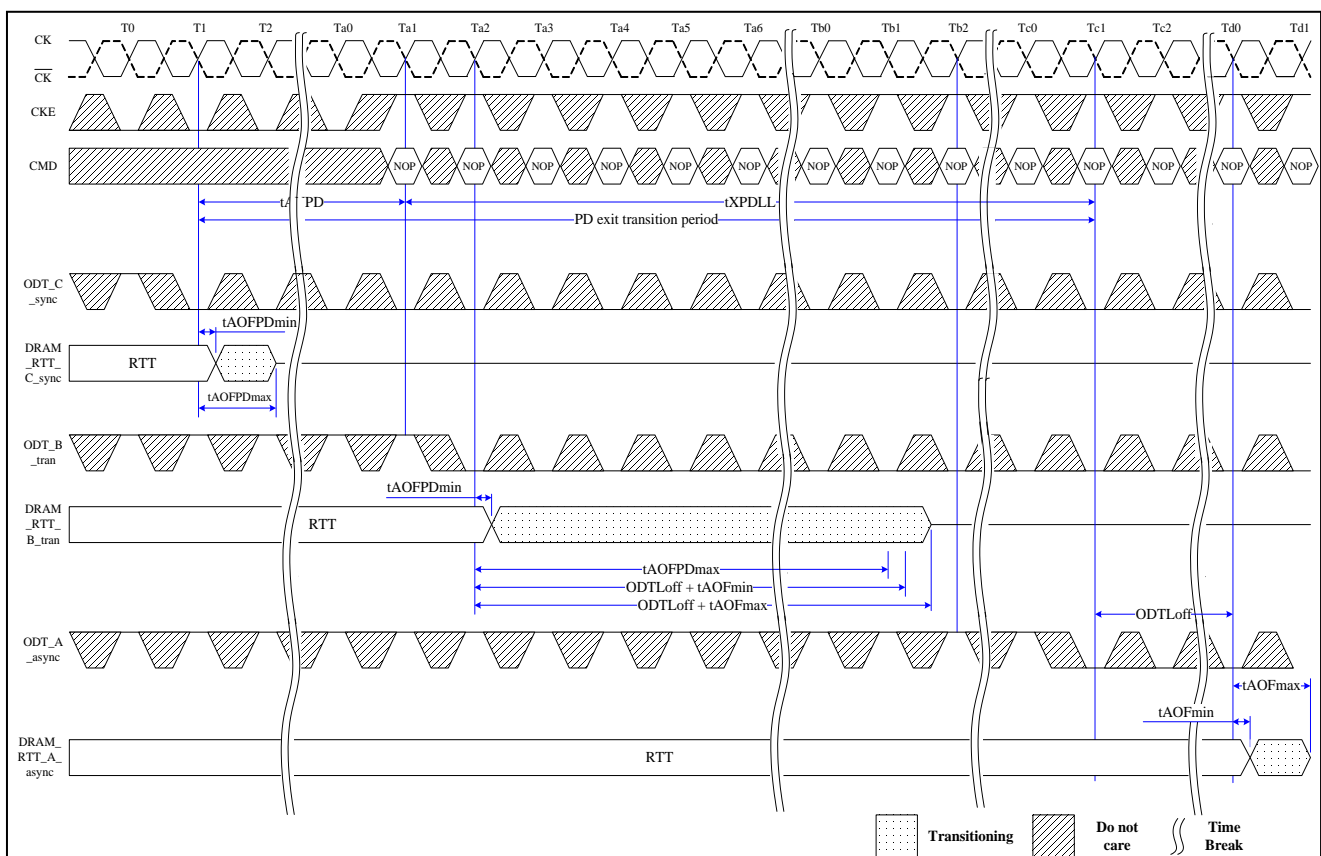 T0 T1 T2 Ta0 Ta1 Ta2 Ta3 Ta4 Ta5 Ta6 Tb0 Tb1 Tb2 Tc0 Tc1 Tc2 Td0 Td1
CK
CK
CKE
CMD
NOP NOP NOP NOP NOP NOP NOP NOP NOP NOP NOP NOP NOP NOP
tXPDLL
PD exit transition period
ODT_C
_sync
tAOFPDmin
DRAM
_RTT_
C_sync
RTT
tAOFPDmax
ODT_B
_tran
tAOFPDmin
DRAM
_RTT_
B_tran
RTT
tAOFPDmax
ODTLoff + tAOFmin
ODTLoff + tAOFmax
ODTLoff
ODT_A
_async
tAOFmax
tAOFmin
DRAM_
RTT_A_
async
RTT
Transitioning
Do not
care
Time
Break